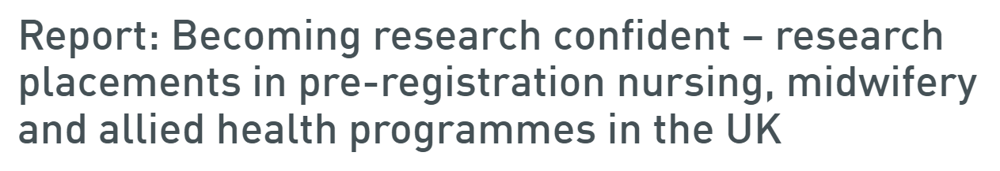 Report: Becoming research confident – research
placements in pre-registration nursing, midwifery
and allied health programmes in the UK